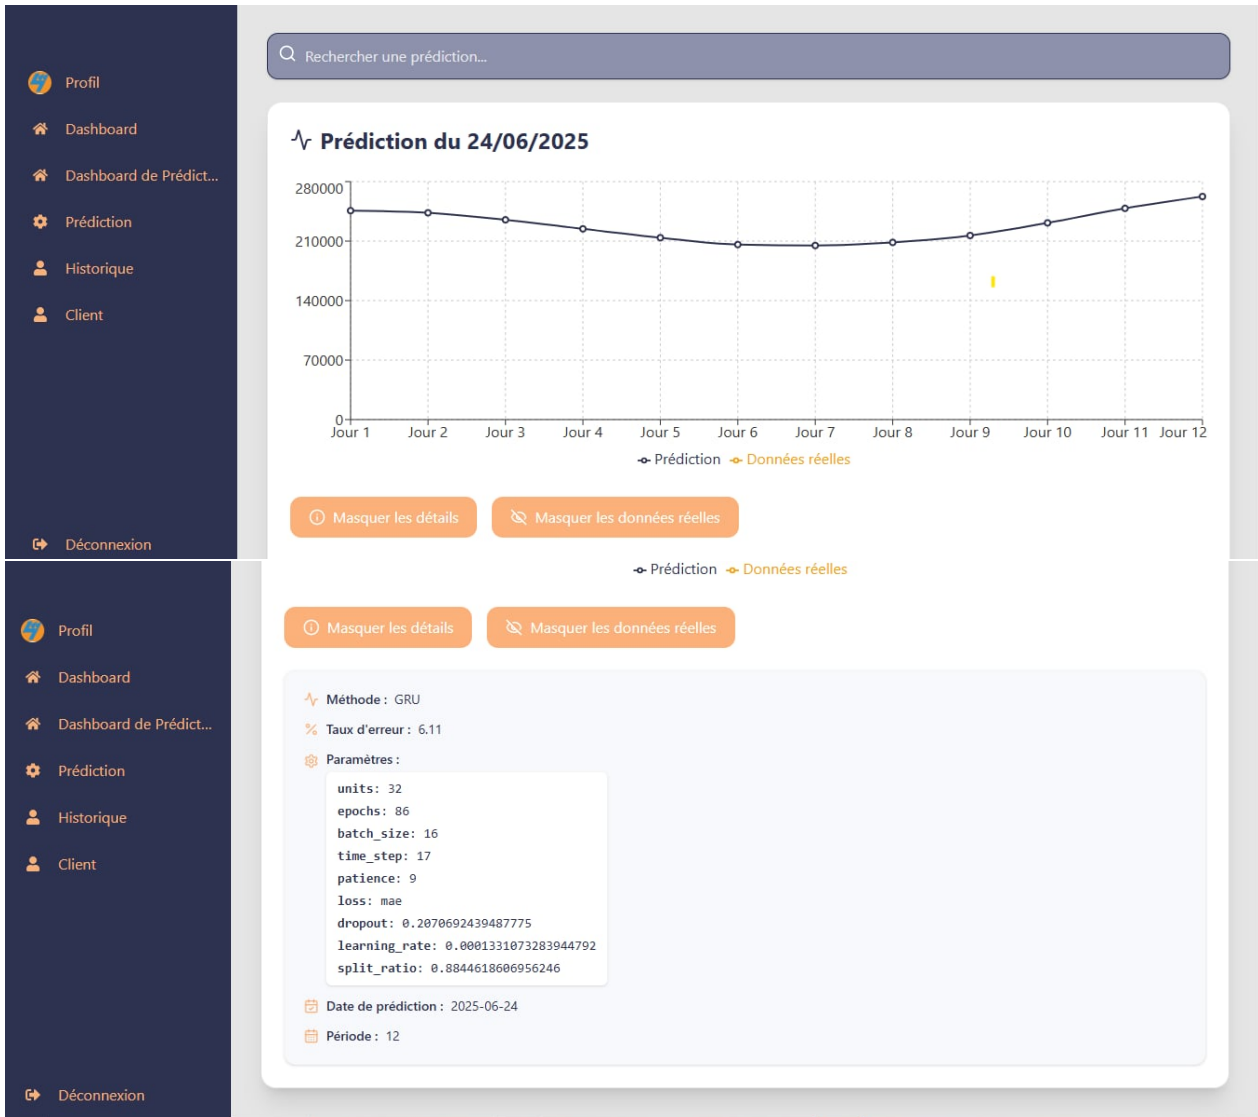 Rechercher une prédiction...
Profil
Dashboard
Dashboard de Prédict...
Prédiction
Historique
Client
Déconnexion
Prédiction du 24/06/2025
280000
210000
140000
70000
0
Jour 1 Jour 2 Jour 3 Jour 4 Jour 5 Jour 6 Jour 7 Jour 8 Jour 9 Jour 10 Jour 11 Jour 12
Prédiction Données réelles
Masquer les détails Masquer les données réelles
Profil
Dashboard
Dashboard de Prédict...
Prédiction
Historique
Client
Déconnexion
Prédiction Données réelles
Masquer les détails Masquer les données réelles
Méthode : GRU
Taux d'erreur : 6.11
Paramètres :
units: 32
epochs: 86
batch_size: 16
time_step: 17
patience: 9
loss: mae
dropout: 0.2070692439487775
learning_rate: 0.0001331073283944792
split_ratio: 0.8844618606956246
Date de prédiction : 2025-06-24
Période : 12